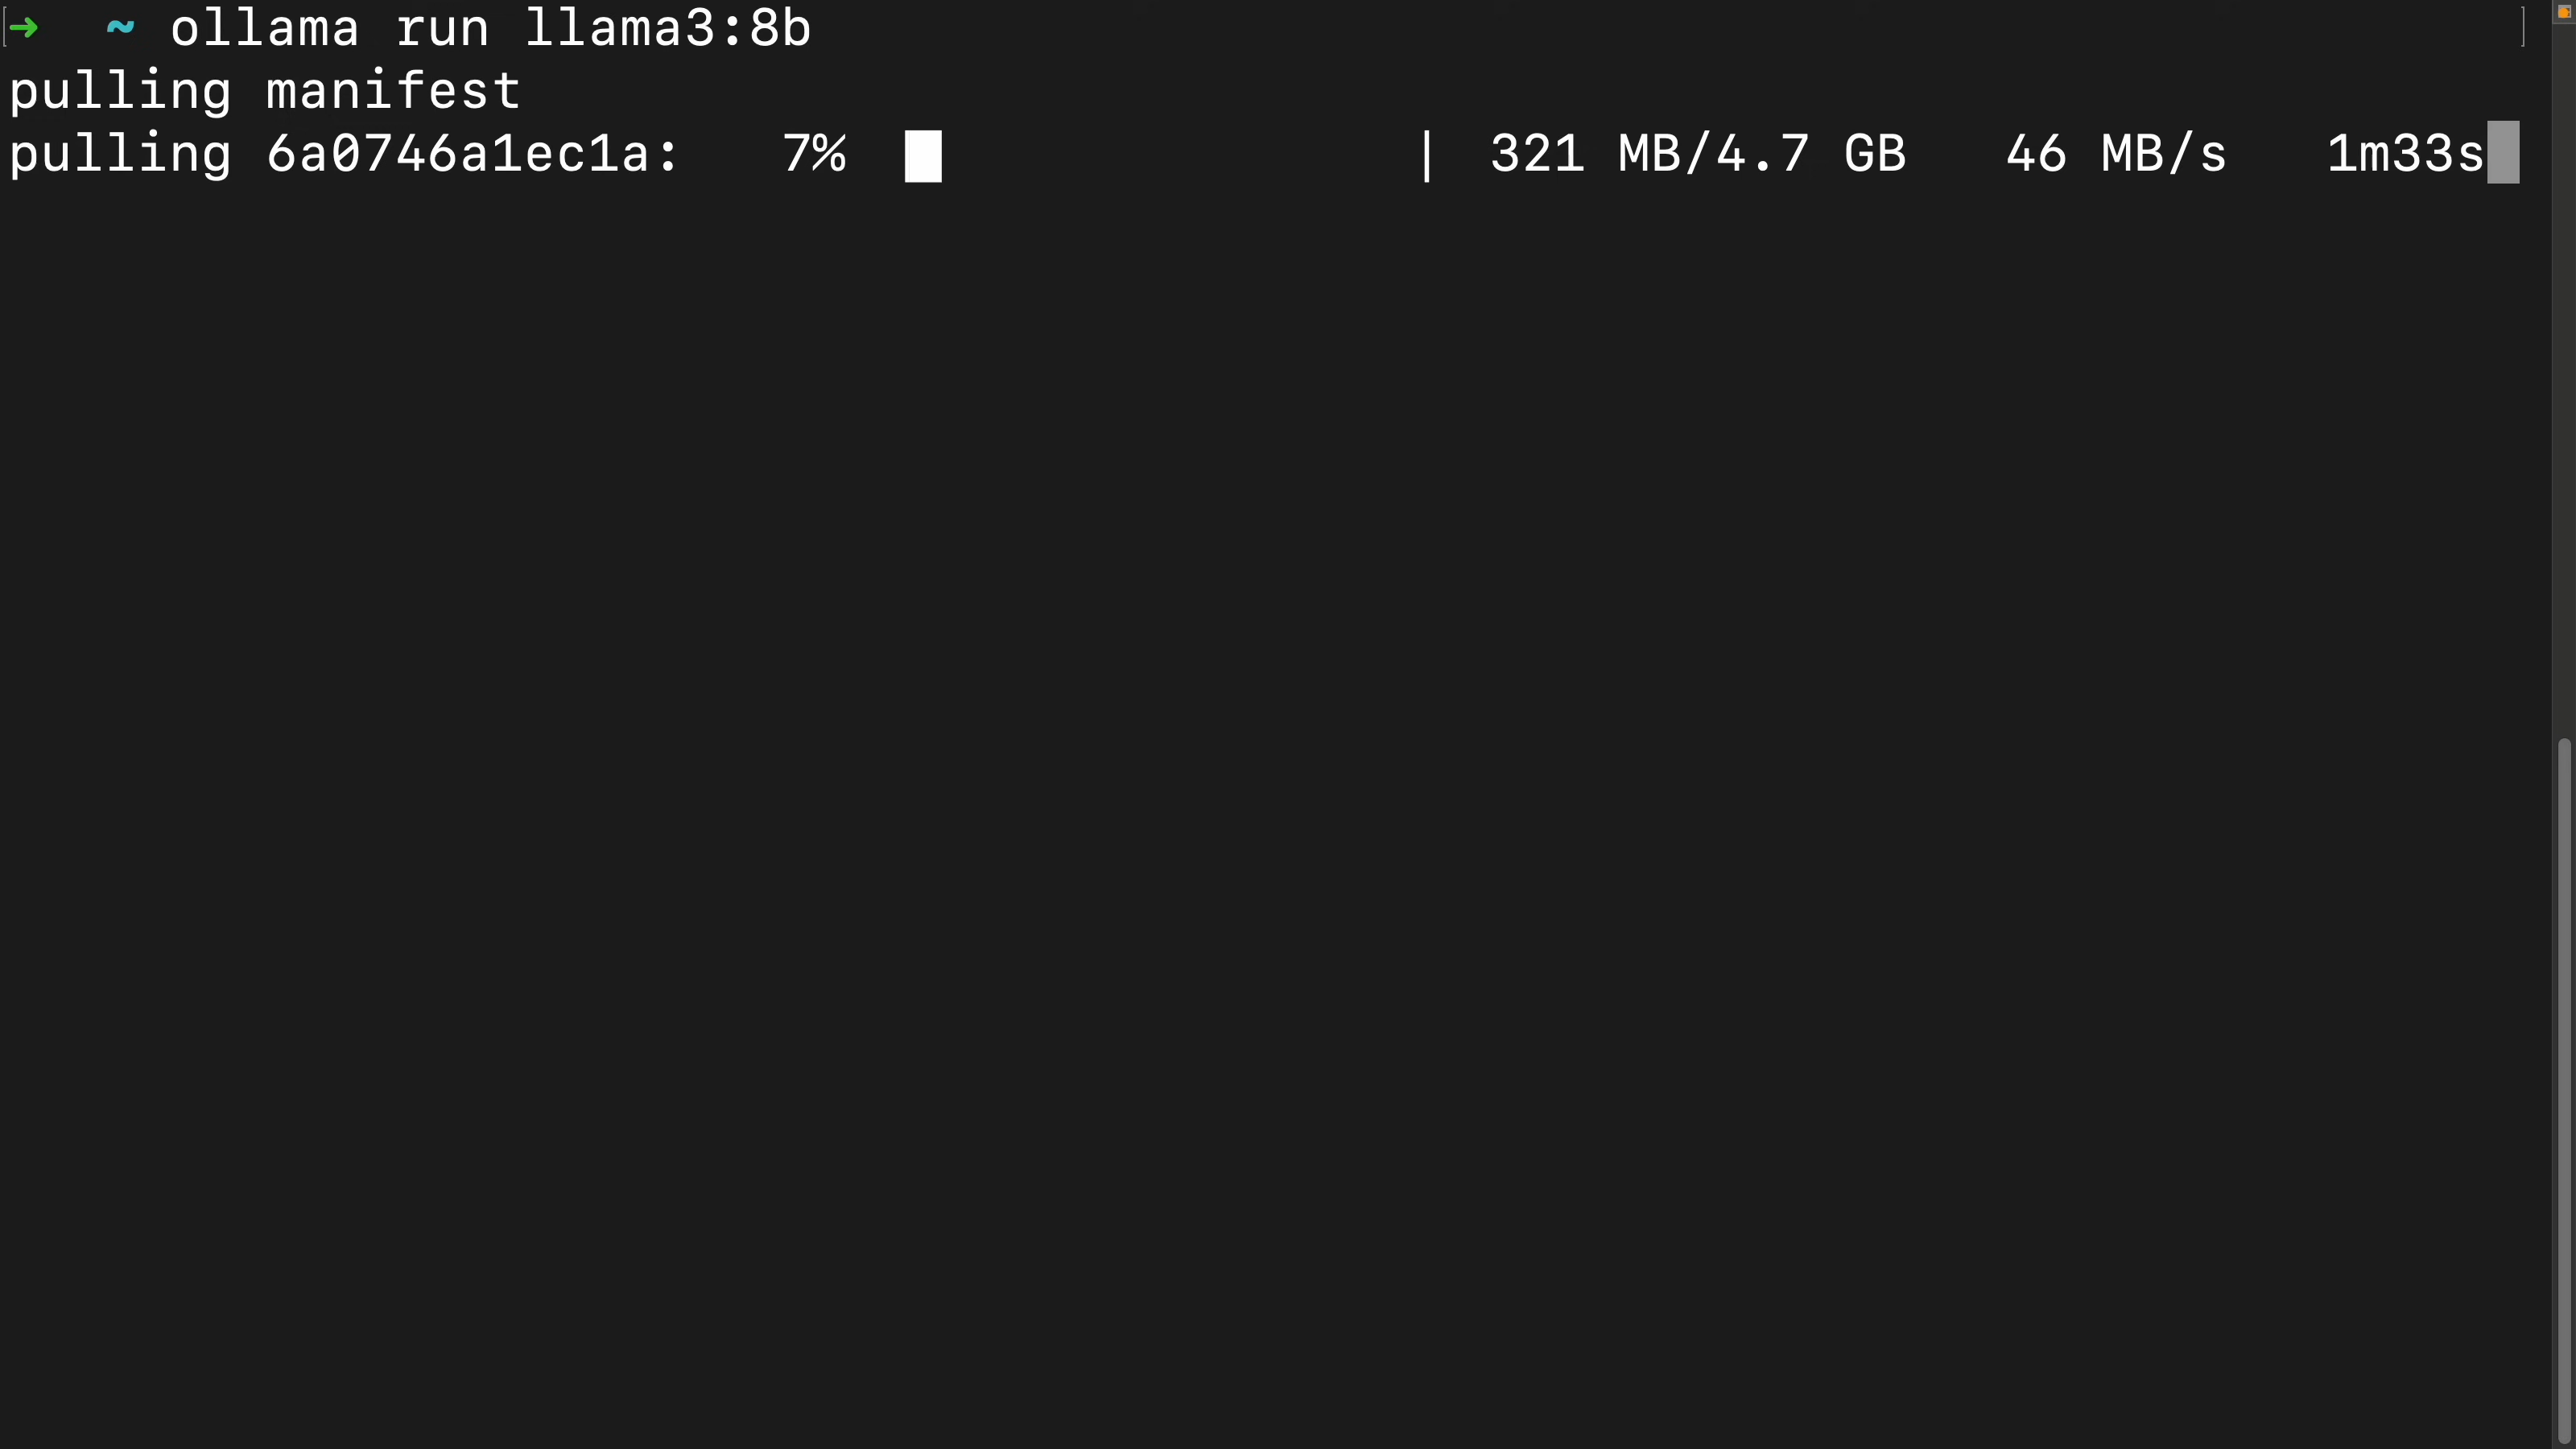 ➜ ~ ollama run llama3:8b
pulling manifest
pulling 6a0746a1ec1a: 7% | 321 MB/4.7 GB 46 MB/s 1m33s